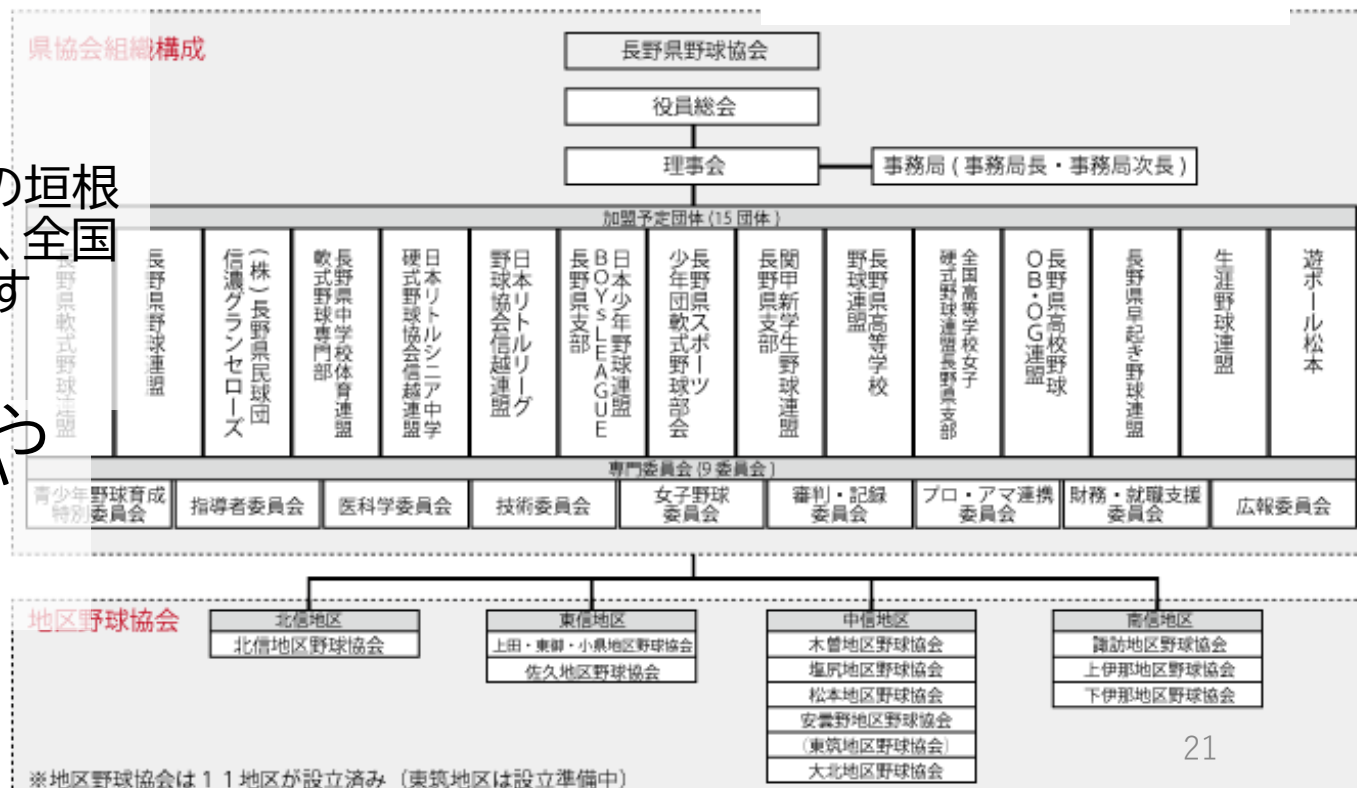 県協会組織構成
長野県野球協会
役員総会
理事会
事務局 ( 事務局長・事務局次長 )
の垣根
、全国
す
加盟予定団体 (15 団体 )
長野県軟式野球連盟
長野県野球連盟
(株) 長野県民球団
信濃グランセローズ
長野県中学校体育連盟
軟式野球専門部
日本リトルシニア中学
硬式野球協会信越連盟
日本リトルリーグ
野球協会信越連盟
日本少年野球連盟
BOYsLEAGUE
長野県支部
長野県スポーツ
少年団軟式野球部会
関甲新学生野球連盟
長野県支部
長野県高等学校
野球連盟
全国高等学校女子
硬式野球連盟長野県支部
長野県高校野球
OB・OG連盟
長野県早起き野球連盟
生涯野球連盟
遊ボール松本
専門委員会 (9 委員会 )
青少年野球育成
特別委員会
指導者委員会
医科学委員会
技術委員会
女子野球
委員会
審判・記録
委員会
プロ・アマ連携
委員会
財務・就職支援
委員会
広報委員会
地区野球協会
北信地区
北信地区野球協会
東信地区
上田・東御・小県地区野球協会
佐久地区野球協会
中信地区
木曽地区野球協会
塩尻地区野球協会
松本地区野球協会
安曇野地区野球協会
(東筑地区野球協会)
大北地区野球協会
南信地区
諏訪地区野球協会
上伊那地区野球協会
下伊那地区野球協会
21
※地区野球協会は１１地区が設立済み（東筑地区は設立準備中）